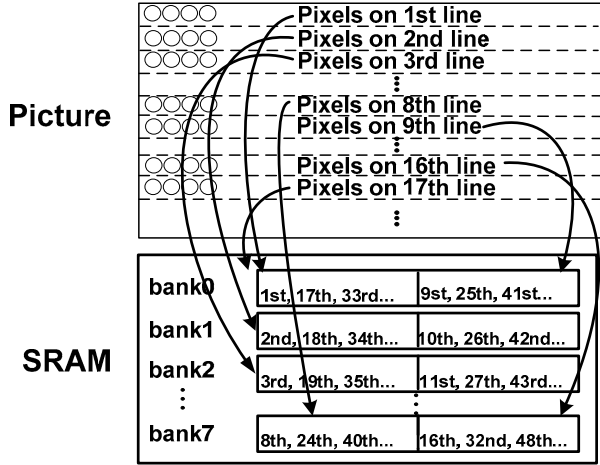 Pixels on 1st line
Pixels on 2nd line
Pixels on 3rd line
Picture
Pixels on 8th line
Pixels on 9th line
Pixels on 16th line
Pixels on 17th line
SRAM
bank0
1st, 17th, 33rd... 9st, 25th, 41st...
bank1
2nd, 18th, 34th... 10th, 26th, 42nd...
bank2
3rd, 19th, 35th... 11st, 27th, 43rd...
bank7
8th, 24th, 40th... 16th, 32nd, 48th...